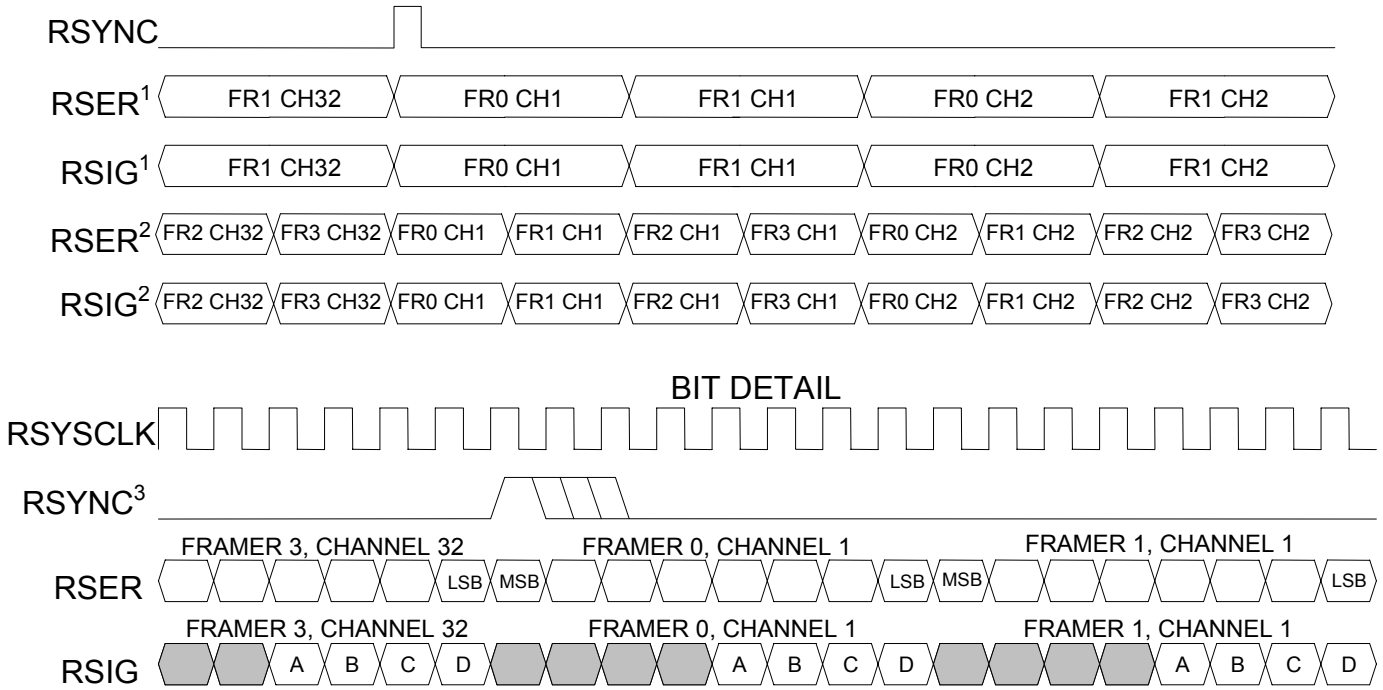 RSYNC
RSER¹ FR1 CH32 FR0 CH1 FR1 CH1 FR0 CH2 FR1 CH2
RSIG¹ FR1 CH32 FR0 CH1 FR1 CH1 FR0 CH2 FR1 CH2
RSER² FR2 CH32 FR3 CH32 FR0 CH1 FR1 CH1 FR2 CH1 FR3 CH1 FR0 CH2 FR1 CH2 FR2 CH2 FR3 CH2
RSIG² FR2 CH32 FR3 CH32 FR0 CH1 FR1 CH1 FR2 CH1 FR3 CH1 FR0 CH2 FR1 CH2 FR2 CH2 FR3 CH2
BIT DETAIL
RSYSCLK
RSYNC³
FRAMER 3, CHANNEL 32 FRAMER 0, CHANNEL 1 FRAMER 1, CHANNEL 1
RSER LSB MSB LSB MSB LSB
FRAMER 3, CHANNEL 32 FRAMER 0, CHANNEL 1 FRAMER 1, CHANNEL 1
RSIG A B C D A B C D A B C D